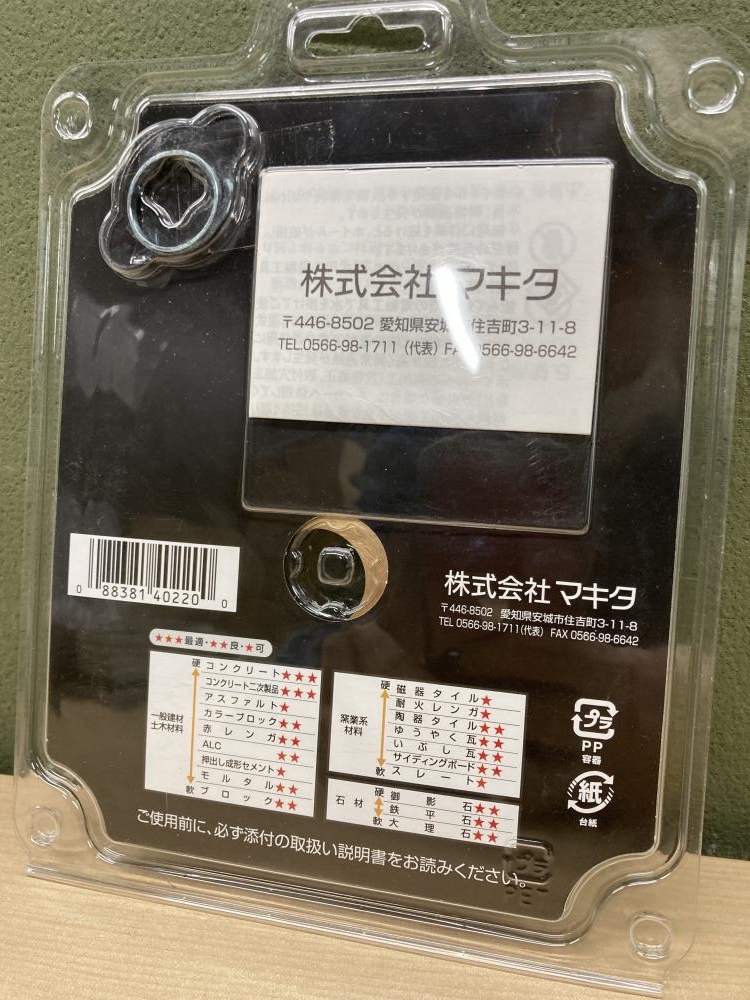 株式会社マキタ
〒446-8502 愛知県安城市住吉町3-11-8
TEL.0566-98-1711 (代表) FAX 0566-98-6642
0 88381 40220 0
株式会社 マキタ
〒446-8502 愛知県安城市住吉町3-11-8
TEL 0566-98-1711(代表) FAX 0566-98-6642
★★★最適・★★良・★可
一般建材
土木材料
硬 コンクリート★★★
コンクリート二次製品★★★
アスファルト★
カラーブロック★★
赤レンガ★★
ALC ★★
押出し成形セメント★
モルタル★★
軟 ブロック★★
窯業系
材料
硬 磁器タイル★
耐火レンガ★
陶器タイル★★
ゆうやく瓦★★
いぶし瓦★★
サイディングボード★★
軟 スレート★
石材
硬 御影石★★
鉄平石★★
軟 大理石★★
プラ
PP
容器
紙
台紙
ご使用前に、必ず添付の取扱い説明書をお読みください。
プラ